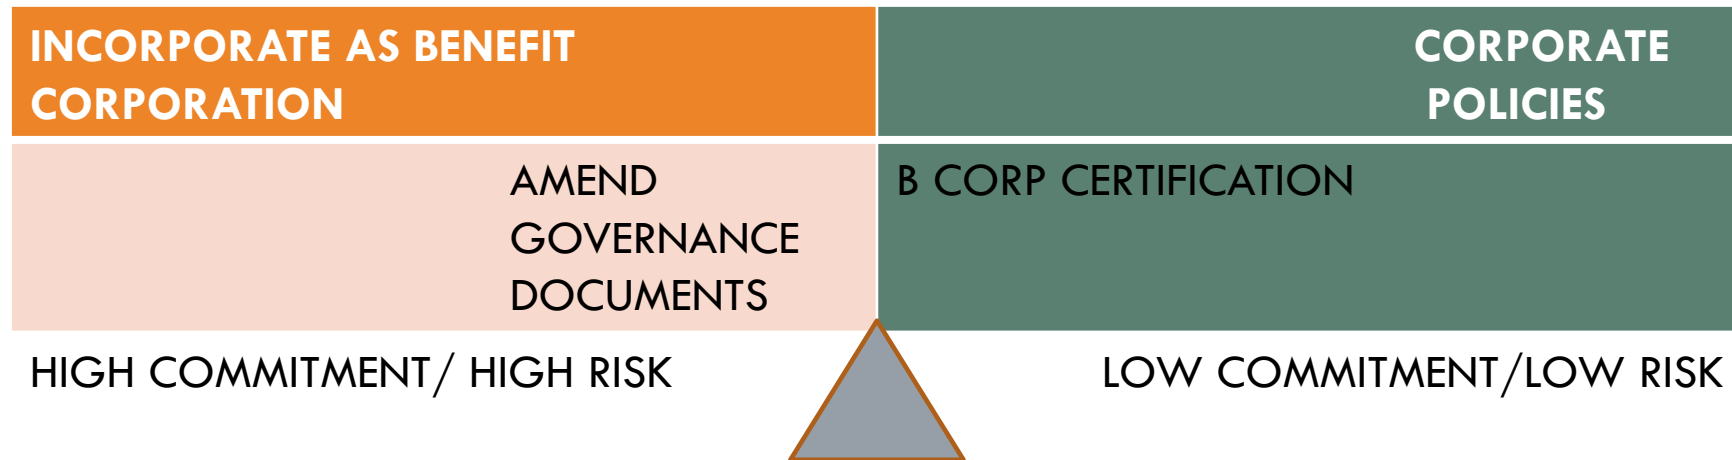 INCORPORATE AS BENEFIT
CORPORATION
CORPORATE
POLICIES
AMEND
GOVERNANCE
DOCUMENTS
B CORP CERTIFICATION
HIGH COMMITMENT/ HIGH RISK
LOW COMMITMENT/LOW RISK